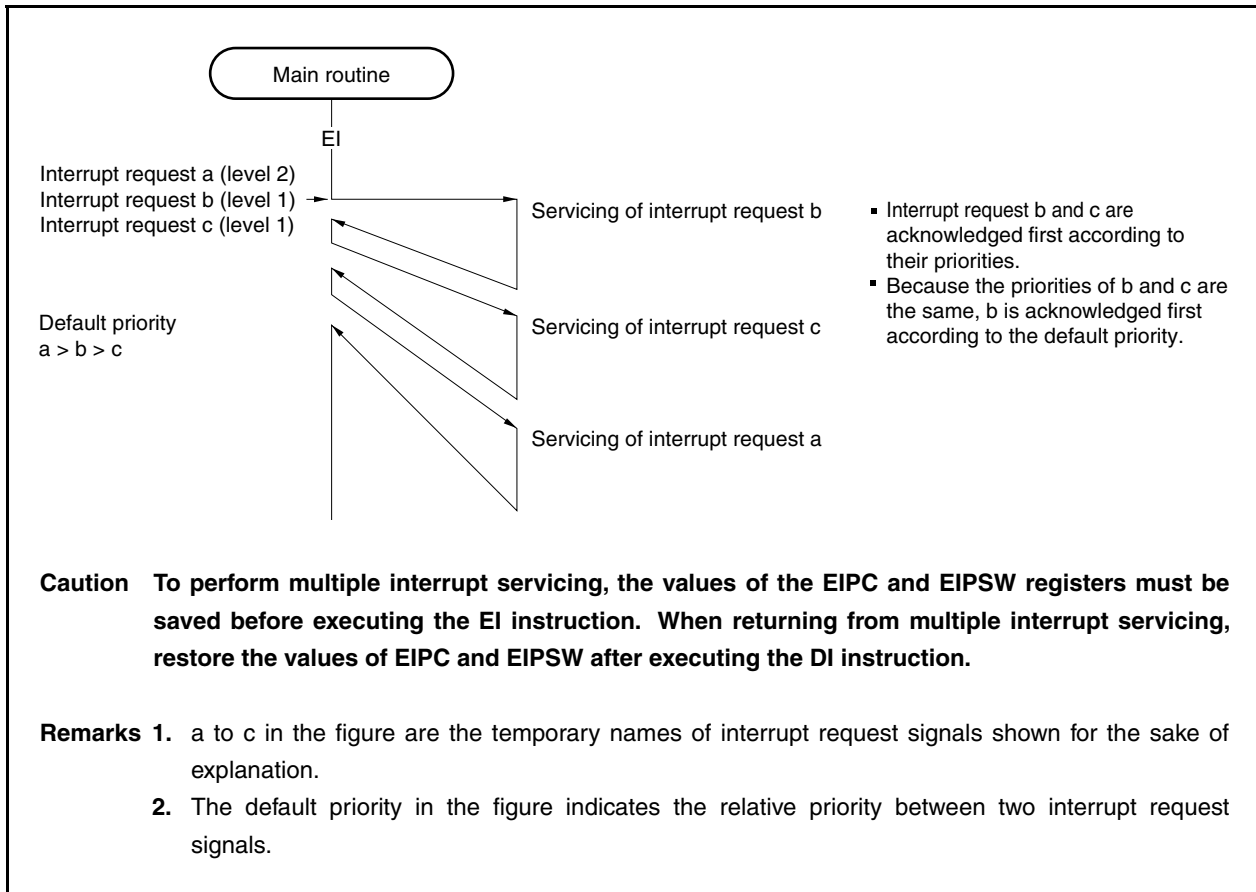 Main routine
EI
Interrupt request a (level 2)
Interrupt request b (level 1)
Interrupt request c (level 1)
Servicing of interrupt request b
▪ Interrupt request b and c are
acknowledged first according to
their priorities.
▪ Because the priorities of b and c are
the same, b is acknowledged first
according to the default priority.
Default priority
a > b > c
Servicing of interrupt request c
Servicing of interrupt request a
Caution To perform multiple interrupt servicing, the values of the EIPC and EIPSW registers must be
saved before executing the EI instruction. When returning from multiple interrupt servicing,
restore the values of EIPC and EIPSW after executing the DI instruction.
Remarks 1. a to c in the figure are the temporary names of interrupt request signals shown for the sake of
explanation.
2. The default priority in the figure indicates the relative priority between two interrupt request
signals.